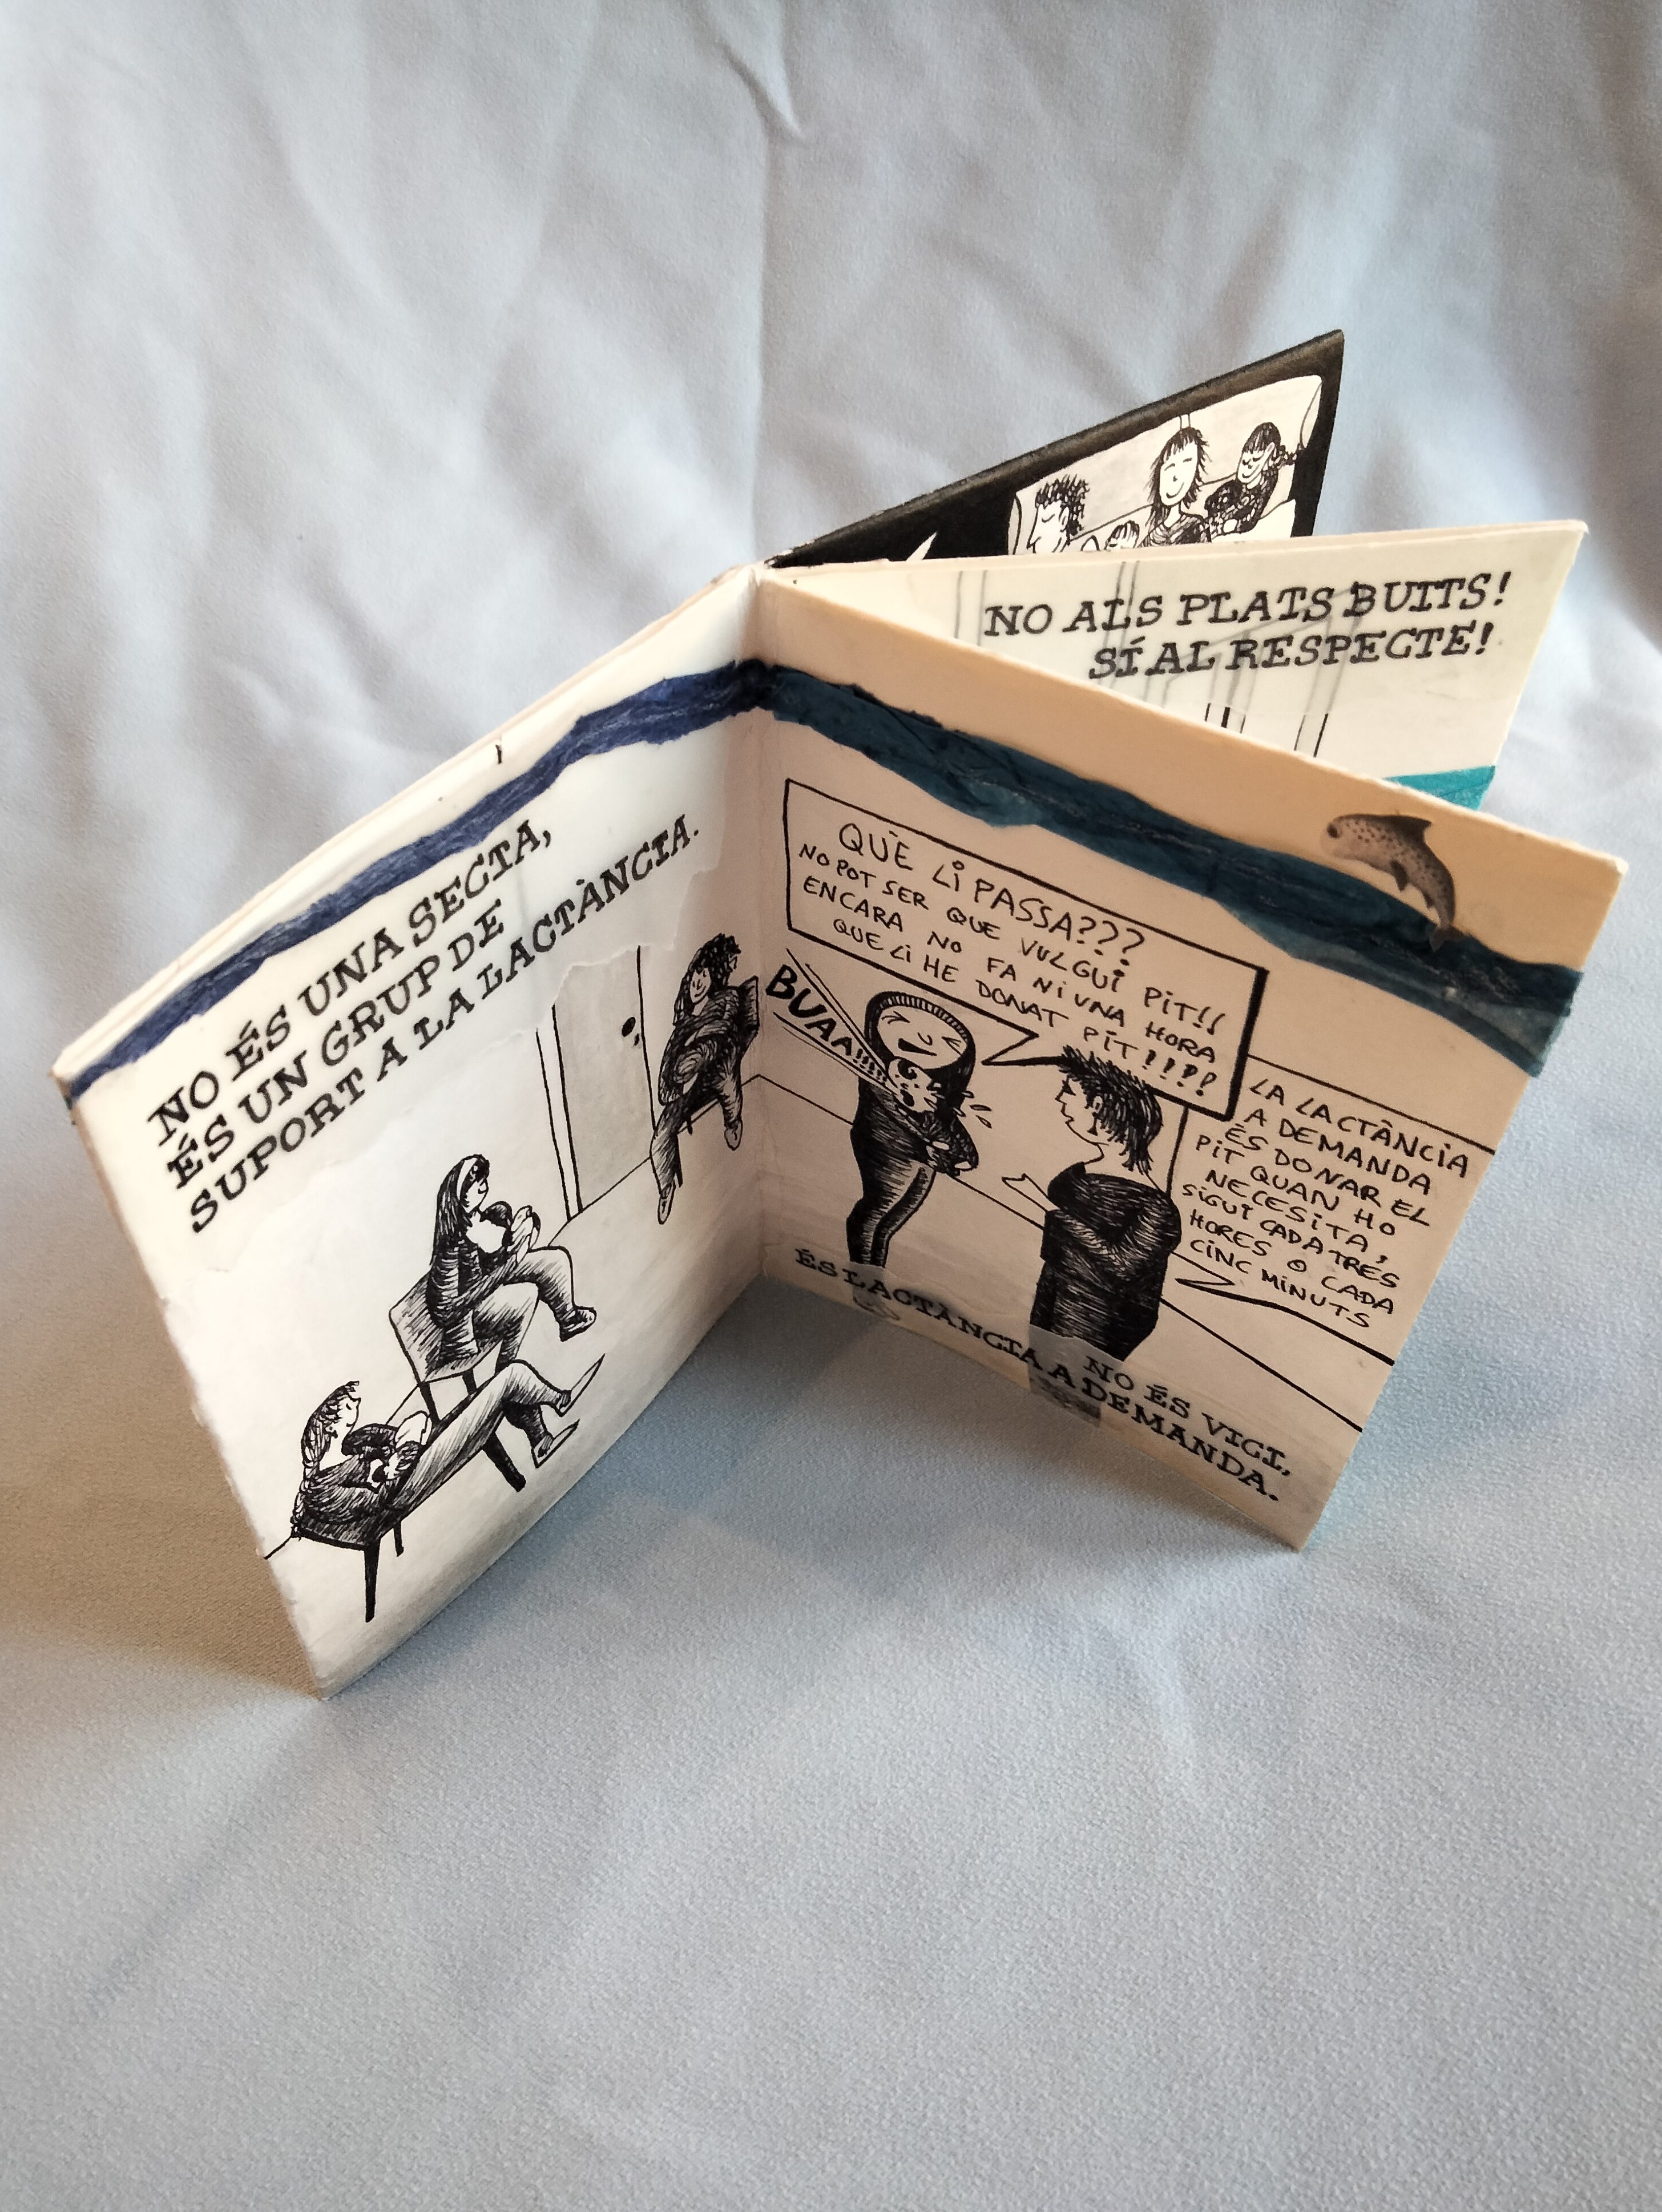 NO ÉS UNA SECTA,
ÉS UN GRUP DE
SUPORT A LA LACTÀNCIA.
QUÈ LI PASSA???
NO POT SER QUE VULGUI PIT!!
ENCARA NO FA NI UNA HORA
QUE LI HE DONAT PIT!!!!
BUAA!!!!
LA LACTÀNCIA
A DEMANDA
ÉS DONAR EL
PIT QUAN HO
NECESITA,
SIGUI CADA TRES
HORES O CADA
CINC MINUTS
NO ÉS VICI,
ÉS LACTÀNCIA A DEMANDA.
NO ALS PLATS BUITS!
SÍ AL RESPECTE!